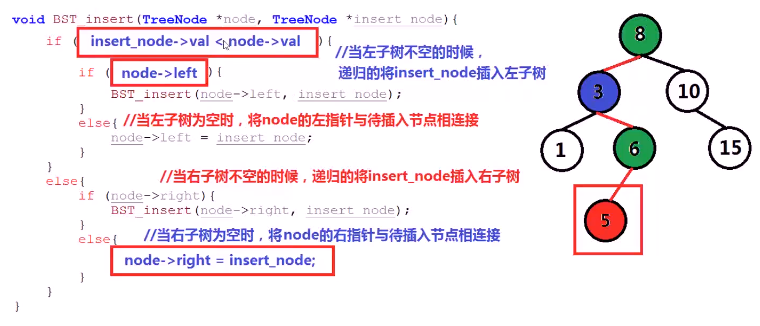 void BST_insert(TreeNode *node, TreeNode *insert_node){
if ( insert_node->val < node->val ){
//当左子树不空的时候，
递归的将insert_node插入左子树
if ( node->left ){
BST_insert(node->left, insert_node);
}
else{ //当左子树为空时，将node的左指针与待插入节点相连接
node->left = insert_node;
}
}
else{ //当右子树不空的时候，递归的将insert_node插入右子树
if (node->right){
BST_insert(node->right, insert_node);
}
else{ //当右子树为空时，将node的右指针与待插入节点相连接
node->right = insert_node;
}
}
}
8
3
10
1
6
15
5